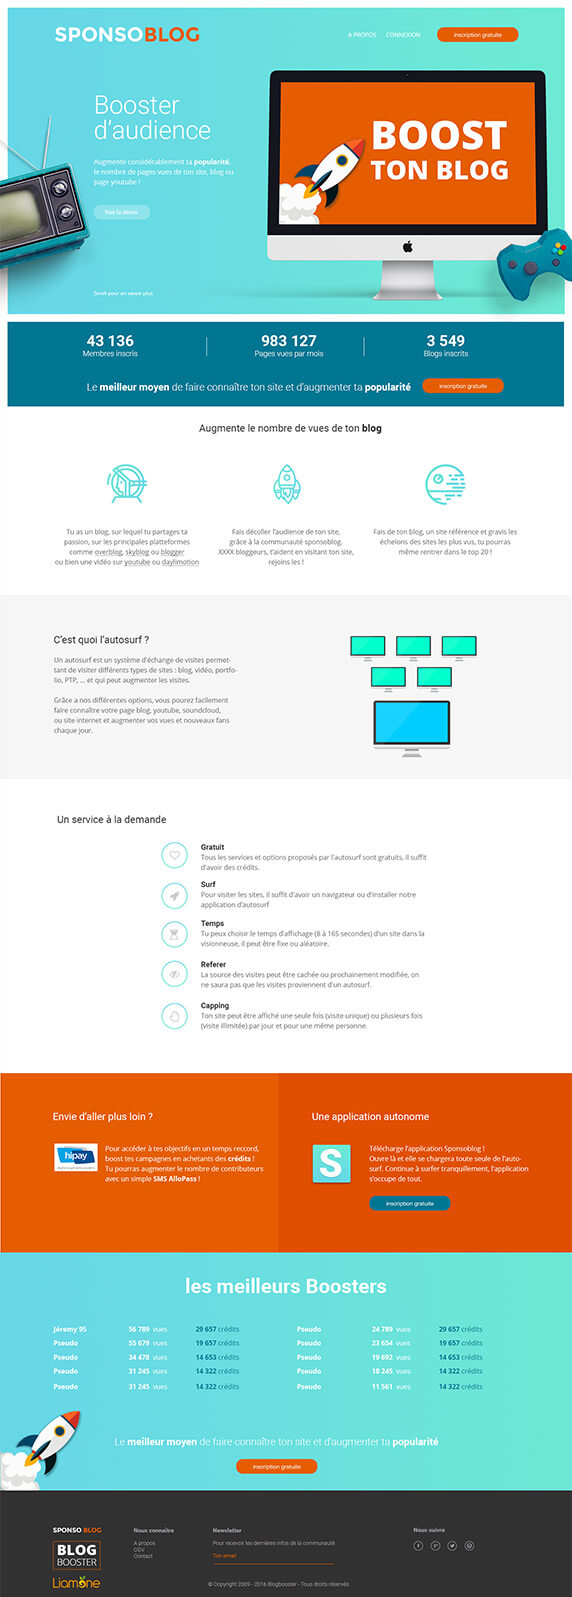 SPONSOBLOG
A PROPOS
CONNEXION
inscription gratuite
Booster
d'audience
Augmente considérablement ta popularité,
le nombre de pages vues de ton site, blog ou
page youtube !
Voir la démo
BOOST
TON BLOG
Scroll pour en savoir plus
43 136
Membres inscris
983 127
Pages vues par mois
3 549
Blogs inscrits
Le meilleur moyen de faire connaître ton site et d'augmenter ta popularité
inscription gratuite
Augmente le nombre de vues de ton blog
Tu as un blog, sur lequel tu partages ta
passion, sur les principales platteformes
comme overblog, skyblog ou blogger
ou bien une vidéo sur youtube ou daylimotion
Fais décoller l'audience de ton site,
grâce à la communauté sponsoblog.
XXXX bloggeurs, t'aident en visitant ton site,
rejoins les !
Fais de ton blog, un site référence et gravis les
échelons des sites les plus vus, tu pourras
même rentrer dans le top 20 !
C'est quoi l'autosurf ?
Un autosurf est un système d'échange de visites permet-
tant de visiter différents types de sites : blog, vidéo, portfo-
lio, PTP, ... et qui peut augmenter les visites.
Grâce a nos différentes options, vous pourez facilement
faire connaître votre page blog, youtube, soundcloud,
ou site internet et augmenter vos vues et nouveaux fans
chaque jour.
Un service à la demande
Gratuit
Tous les services et options proposés par l'autosurf sont gratuits, il suffit
d'avoir des crédits.
Surf
Pour visiter les sites, il suffit d'avoir un navigateur ou d'installer notre
application d'autosurf
Temps
Tu peux choisir le temps d'affichage (8 à 165 secondes) d'un site dans la
visionneuse, il peut être fixe ou aléatoire.
Referer
La source des visites peut être cachée ou prochainement modifiée, on
ne saura pas que les visites proviennent d'un autosurf.
Capping
Ton site peut être affiché une seule fois (visite unique) ou plusieurs fois
(visite illimitée) par jour et pour une même personne.
Envie d'aller plus loin ?
hipay
Pour accéder à tes objectifs en un temps reccord,
boost tes campagnes en achetants des crédits !
Tu pourras augmenter le nombre de contributeurs
avec un simple SMS AlloPass !
Une application autonome
S
Télécharge l'application Sponsoblog !
Ouvre là et elle se chargera toute seule de l'auto-
surf. Continue à surfer tranquillement, l'application
s'occupe de tout.
inscription gratuite
les meilleurs Boosters
Jéremy 95 56 789 vues 29 657 crédits
Pseudo 55 679 vues 19 657 crédits
Pseudo 34 478 vues 14 653 crédits
Pseudo 31 245 vues 14 322 crédits
Pseudo 31 245 vues 14 322 crédits
Pseudo 24 789 vues 29 657 crédits
Pseudo 23 654 vues 19 657 crédits
Pseudo 19 692 vues 14 653 crédits
Pseudo 18 245 vues 14 322 crédits
Pseudo 11 561 vues 14 322 crédits
Le meilleur moyen de faire connaître ton site et d'augmenter ta popularité
inscription gratuite
SPONSO BLOG
BLOG
BOOSTER
Liamone
Nous connaitre
A propos
CGV
Contact
Newsletter
Pour recevoir les dernières infos de la communauté
Ton email
Nous suivre
© Copyright 2009 - 2016 Blogbooster - Tous droits réservés